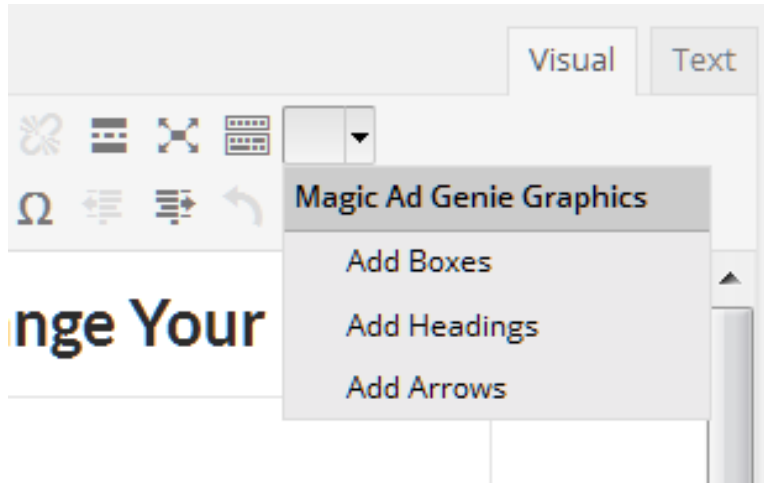 Visual Text
Ω
Magic Ad Genie Graphics
Add Boxes
nge Your
Add Headings
Add Arrows